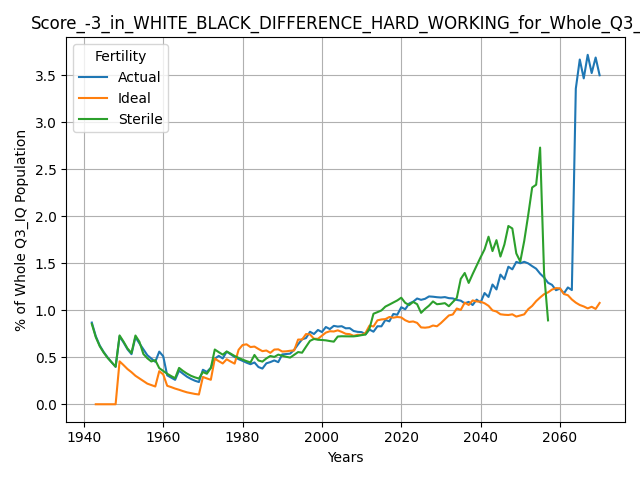 Score_-3_in_WHITE_BLACK_DIFFERENCE_HARD_WORKING_for_Whole_Q3_
Fertility
Actual
Ideal
Sterile
% of Whole Q3_IQ Population
3.5
3.0
2.5
2.0
1.5
1.0
0.5
0.0
1940 1960 1980 2000 2020 2040 2060
Years